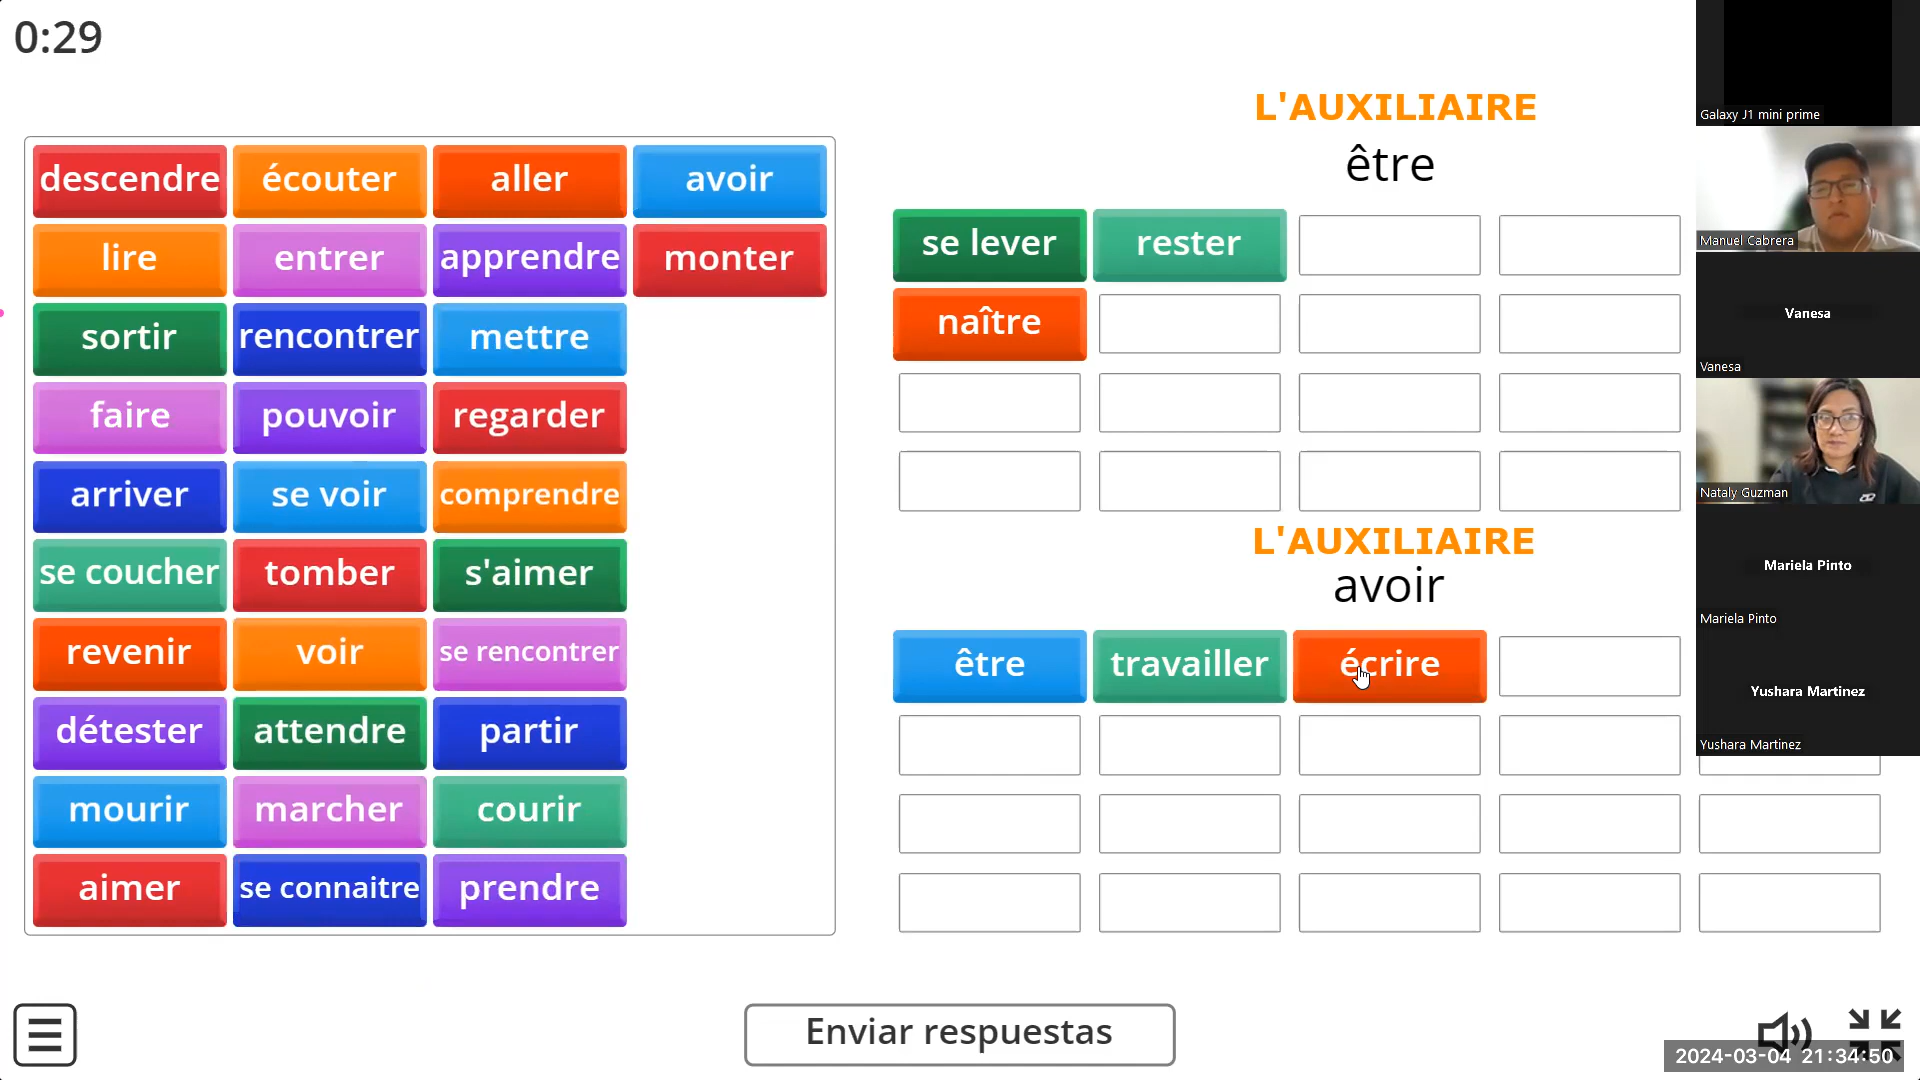 0:29
descendre écouter aller avoir
lire entrer apprendre monter
sortir rencontrer mettre
faire pouvoir regarder
arriver se voir comprendre
se coucher tomber s'aimer
revenir voir se rencontrer
détester attendre partir
mourir marcher courir
aimer se connaitre prendre
L'AUXILIAIRE
être
se lever rester
naître
L'AUXILIAIRE
avoir
être travailler écrire
Enviar respuestas
Galaxy J1 mini prime
Manuel Cabrera
Vanesa
Vanesa
Nataly Guzman
Mariela Pinto
Mariela Pinto
Yushara Martinez
Yushara Martinez
2024-03-04 21:34:50